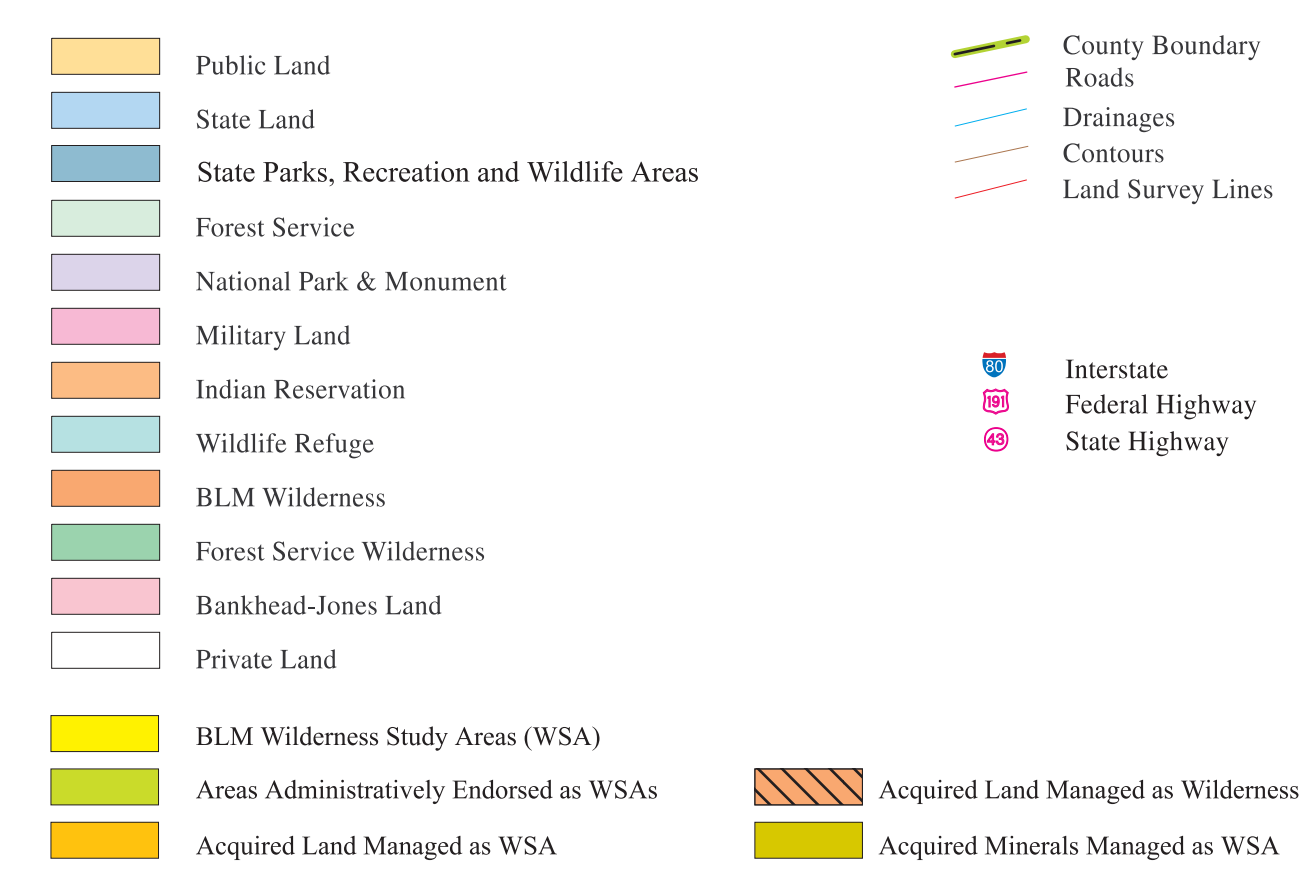 Public Land
State Land
State Parks, Recreation and Wildlife Areas
Forest Service
National Park & Monument
Military Land
Indian Reservation
Wildlife Refuge
BLM Wilderness
Forest Service Wilderness
Bankhead-Jones Land
Private Land
BLM Wilderness Study Areas (WSA)
Areas Administratively Endorsed as WSAs
Acquired Land Managed as WSA
County Boundary
Roads
Drainages
Contours
Land Survey Lines
80 Interstate
191 Federal Highway
43 State Highway
Acquired Land Managed as Wilderness
Acquired Minerals Managed as WSA